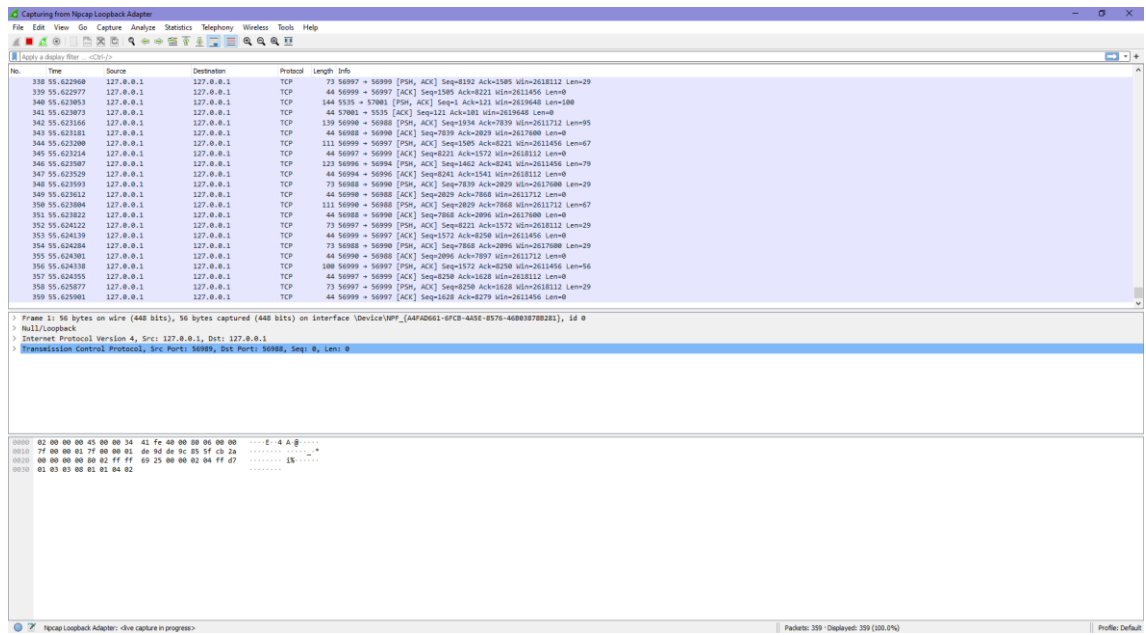 Capturing from Npcap Loopback Adapter
File Edit View Go Capture Analyze Statistics Telephony Wireless Tools Help
Apply a display filter ... <Ctrl-/>
No. Time Source Destination Protocol Length Info
338 55.622960 127.0.0.1 127.0.0.1 TCP 73 56997 → 56999 [PSH, ACK] Seq=8192 Ack=1505 Win=2618112 Len=29
339 55.622977 127.0.0.1 127.0.0.1 TCP 44 56999 → 56997 [ACK] Seq=1505 Ack=8221 Win=2611456 Len=0
340 55.623053 127.0.0.1 127.0.0.1 TCP 144 5535 → 57001 [PSH, ACK] Seq=1 Ack=121 Win=2619648 Len=100
341 55.623073 127.0.0.1 127.0.0.1 TCP 44 57001 → 5535 [ACK] Seq=121 Ack=101 Win=2619648 Len=0
342 55.623166 127.0.0.1 127.0.0.1 TCP 139 56990 → 56988 [PSH, ACK] Seq=1934 Ack=7839 Win=2611712 Len=95
343 55.623181 127.0.0.1 127.0.0.1 TCP 44 56988 → 56990 [ACK] Seq=7839 Ack=2029 Win=2617600 Len=0
344 55.623200 127.0.0.1 127.0.0.1 TCP 111 56999 → 56997 [PSH, ACK] Seq=1505 Ack=8221 Win=2611456 Len=67
345 55.623214 127.0.0.1 127.0.0.1 TCP 44 56997 → 56999 [ACK] Seq=8221 Ack=1572 Win=2618112 Len=0
346 55.623507 127.0.0.1 127.0.0.1 TCP 123 56996 → 56994 [PSH, ACK] Seq=1462 Ack=8241 Win=2611456 Len=79
347 55.623529 127.0.0.1 127.0.0.1 TCP 44 56994 → 56996 [ACK] Seq=8241 Ack=1541 Win=2618112 Len=0
348 55.623593 127.0.0.1 127.0.0.1 TCP 73 56988 → 56990 [PSH, ACK] Seq=7839 Ack=2029 Win=2617600 Len=29
349 55.623612 127.0.0.1 127.0.0.1 TCP 44 56990 → 56988 [ACK] Seq=2029 Ack=7868 Win=2611712 Len=0
350 55.623804 127.0.0.1 127.0.0.1 TCP 111 56990 → 56988 [PSH, ACK] Seq=2029 Ack=7868 Win=2611712 Len=67
351 55.623822 127.0.0.1 127.0.0.1 TCP 44 56988 → 56990 [ACK] Seq=7868 Ack=2096 Win=2617600 Len=0
352 55.624122 127.0.0.1 127.0.0.1 TCP 73 56997 → 56999 [PSH, ACK] Seq=8221 Ack=1572 Win=2618112 Len=29
353 55.624139 127.0.0.1 127.0.0.1 TCP 44 56999 → 56997 [ACK] Seq=1572 Ack=8250 Win=2611456 Len=0
354 55.624284 127.0.0.1 127.0.0.1 TCP 73 56988 → 56990 [PSH, ACK] Seq=7868 Ack=2096 Win=2617600 Len=29
355 55.624301 127.0.0.1 127.0.0.1 TCP 44 56990 → 56988 [ACK] Seq=2096 Ack=7897 Win=2611712 Len=0
356 55.624338 127.0.0.1 127.0.0.1 TCP 100 56999 → 56997 [PSH, ACK] Seq=1572 Ack=8250 Win=2611456 Len=56
357 55.624355 127.0.0.1 127.0.0.1 TCP 44 56997 → 56999 [ACK] Seq=8250 Ack=1628 Win=2618112 Len=0
358 55.625877 127.0.0.1 127.0.0.1 TCP 73 56997 → 56999 [PSH, ACK] Seq=8250 Ack=1628 Win=2618112 Len=29
359 55.625901 127.0.0.1 127.0.0.1 TCP 44 56999 → 56997 [ACK] Seq=1628 Ack=8279 Win=2611456 Len=0
> Frame 1: 56 bytes on wire (448 bits), 56 bytes captured (448 bits) on interface \Device\NPF_{A4FAD661-6FCB-4A5E-8576-46B03878B281}, id 0
> Null/Loopback
> Internet Protocol Version 4, Src: 127.0.0.1, Dst: 127.0.0.1
> Transmission Control Protocol, Src Port: 56989, Dst Port: 56988, Seq: 0, Len: 0
0000 02 00 00 00 45 00 00 34 41 fe 40 00 80 06 00 00 ····E··4 A·@·····
0010 7f 00 00 01 7f 00 00 01 de 9d de 9c 85 5f cb 2a ········ ·····_·*
0020 00 00 00 00 80 02 ff ff 69 25 00 00 02 04 ff d7 ········ i%······
0030 01 03 03 08 01 01 04 02 ········
Npcap Loopback Adapter: <live capture in progress>
Packets: 359 · Displayed: 359 (100.0%)
Profile: Default